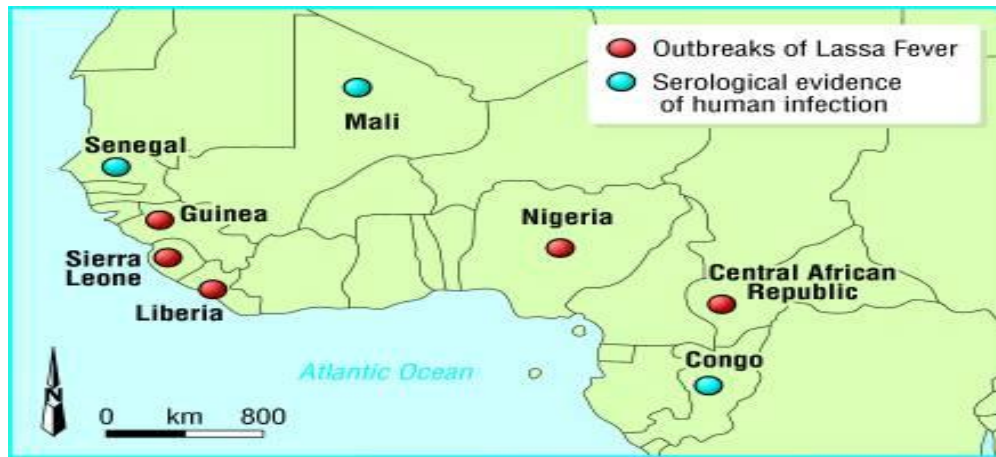 Outbreaks of Lassa Fever
Serological evidence
of human infection
Mali
Senegal
Guinea
Nigeria
Sierra
Leone
Central African
Republic
Liberia
Congo
Atlantic Ocean
N
0 km 800